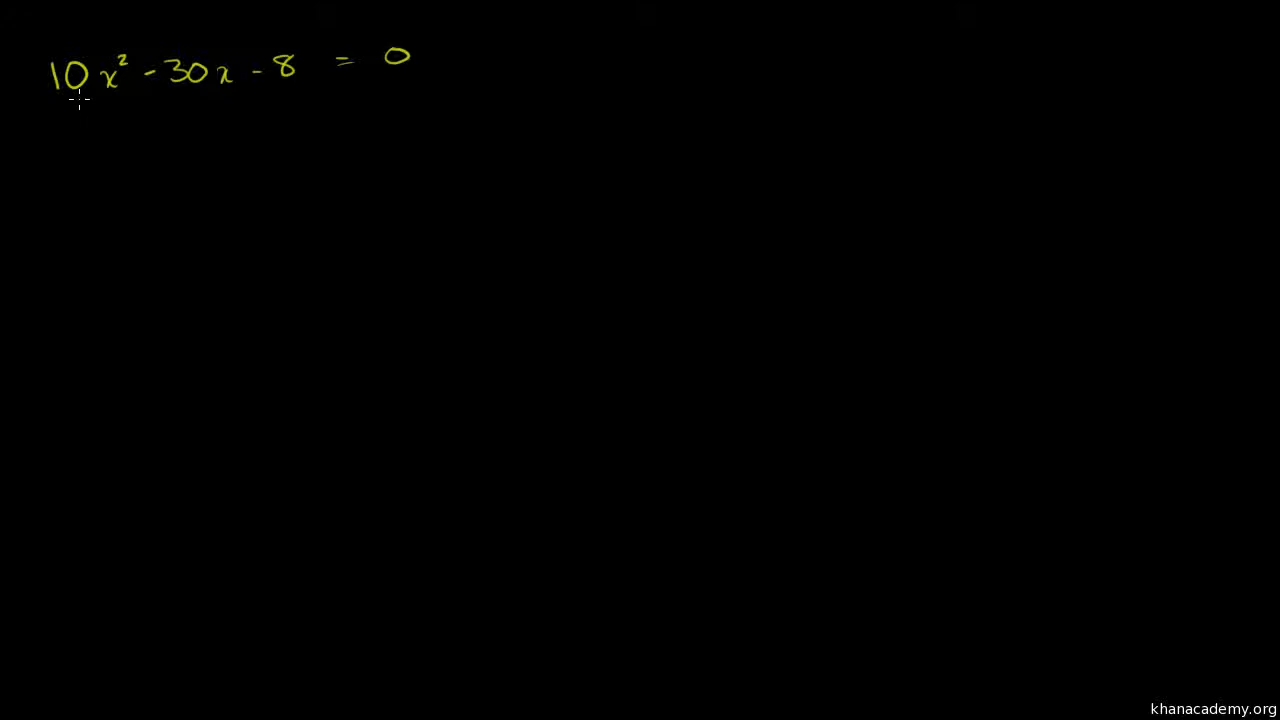 10x² - 30x - 8 = 0
khanacademy.org